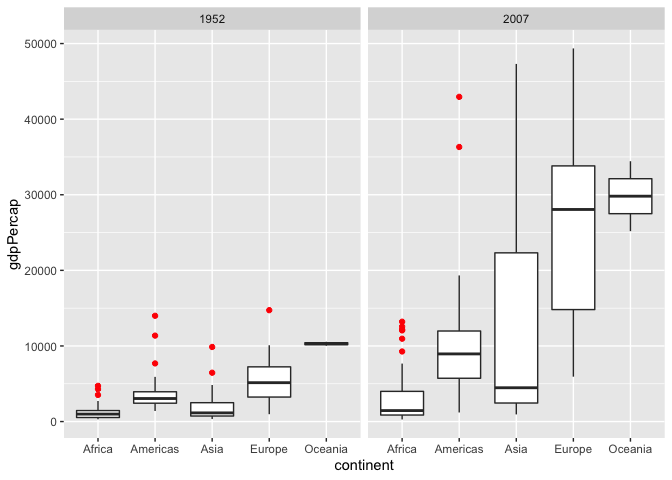 1952 2007
gdpPercap
50000
40000
30000
20000
10000
0
Africa Americas Asia Europe Oceania Africa Americas Asia Europe Oceania
continent